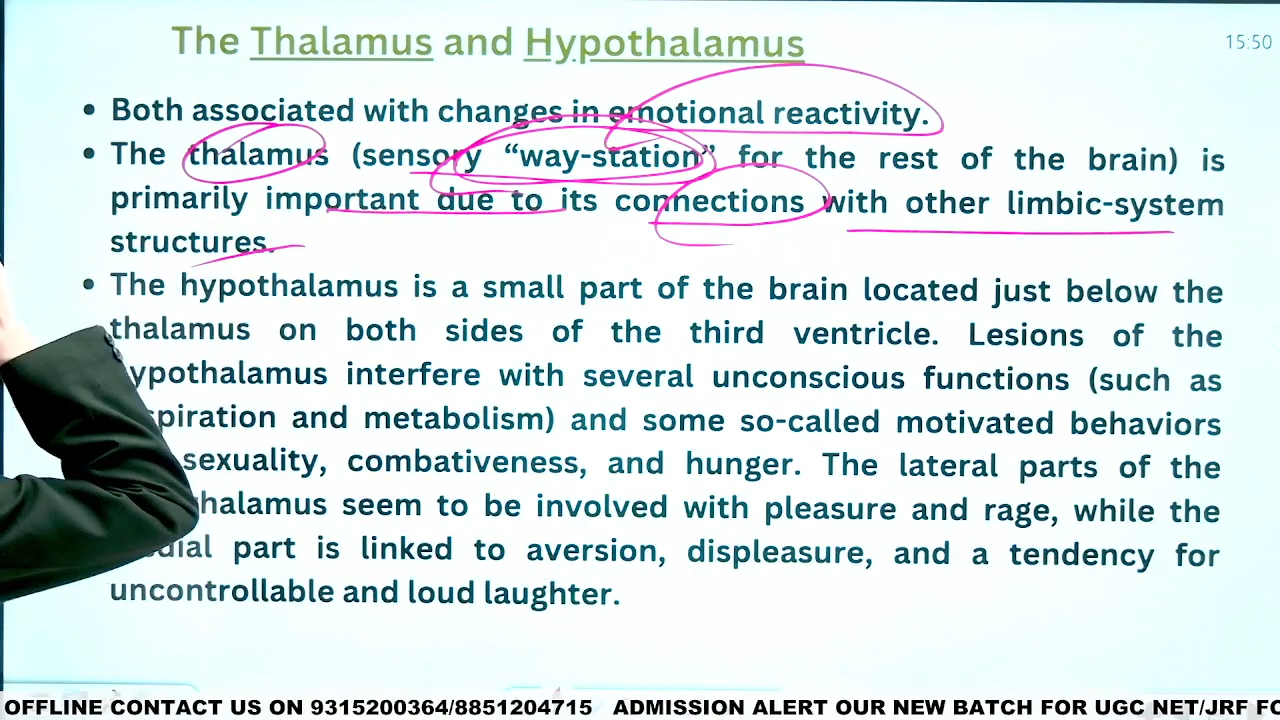 The Thalamus and Hypothalamus
15:50
• Both associated with changes in emotional reactivity.
• The thalamus (sensory “way-station” for the rest of the brain) is
primarily important due to its connections with other limbic-system
structures.
• The hypothalamus is a small part of the brain located just below the
thalamus on both sides of the third ventricle. Lesions of the
ypothalamus interfere with several unconscious functions (such as
spiration and metabolism) and some so-called motivated behaviors
sexuality, combativeness, and hunger. The lateral parts of the
halamus seem to be involved with pleasure and rage, while the
dial part is linked to aversion, displeasure, and a tendency for
uncontrollable and loud laughter.
OFFLINE CONTACT US ON 9315200364/8851204715 ADMISSION ALERT OUR NEW BATCH FOR UGC NET/JRF FO